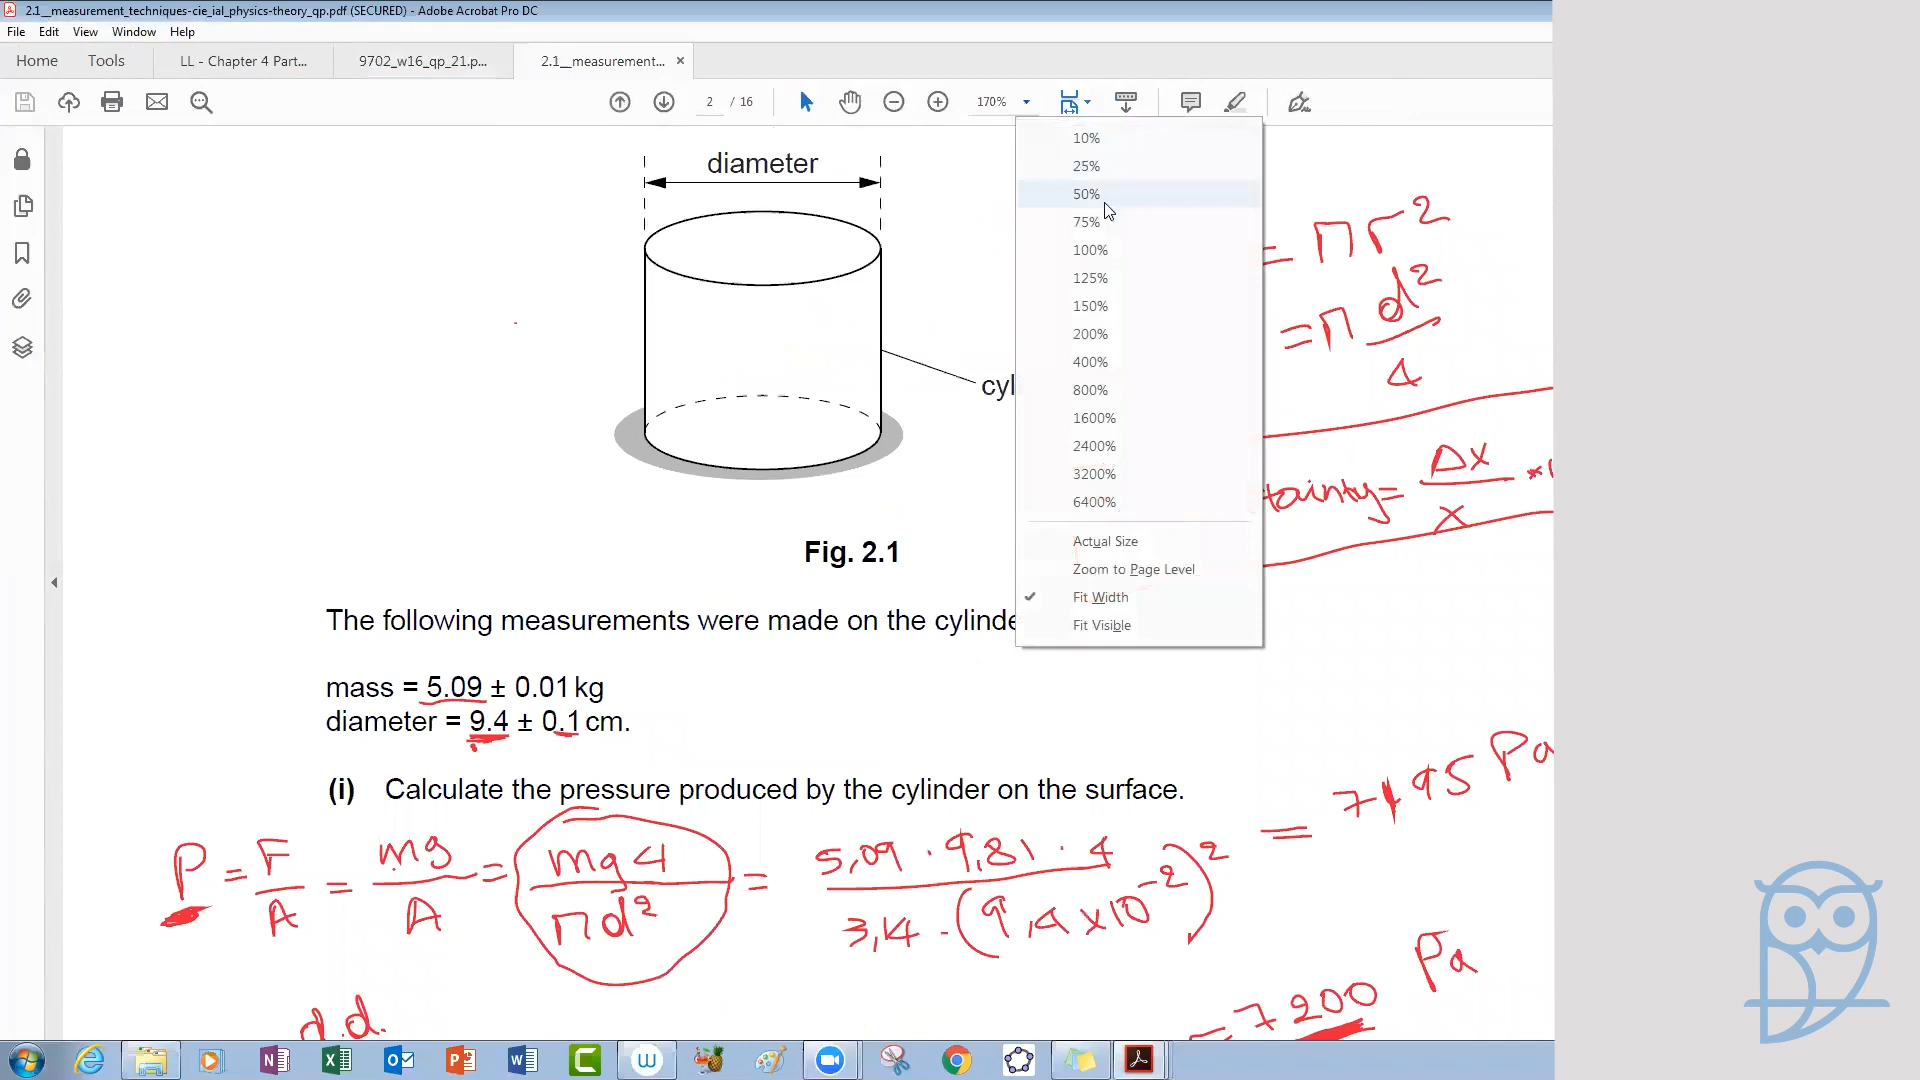 2.1__measurement_techniques-cie_ial_physics-theory_qp.pdf (SECURED) - Adobe Acrobat Pro DC
File Edit View Window Help
Home Tools LL - Chapter 4 Part... 9702_w16_qp_21.p... 2.1__measurement... ×
2 / 16 170%
10%
25%
50%
75%
100%
125%
150%
200%
400%
800%
1600%
2400%
3200%
6400%
Actual Size
Zoom to Page Level
Fit Width
Fit Visible
diameter
cyl
= πr²
= π d²/4
tainty = Δx/x
Fig. 2.1
The following measurements were made on the cylinde
mass = 5.09 ± 0.01 kg
diameter = 9.4 ± 0.1 cm.
(i) Calculate the pressure produced by the cylinder on the surface.
P = F/A = mg/A = mg4/πd² = 5,09 · 9,81 · 4 / 3,14 · (9,4 × 10⁻²)² = 7195 Pa
= 7200 Pa
d.d.